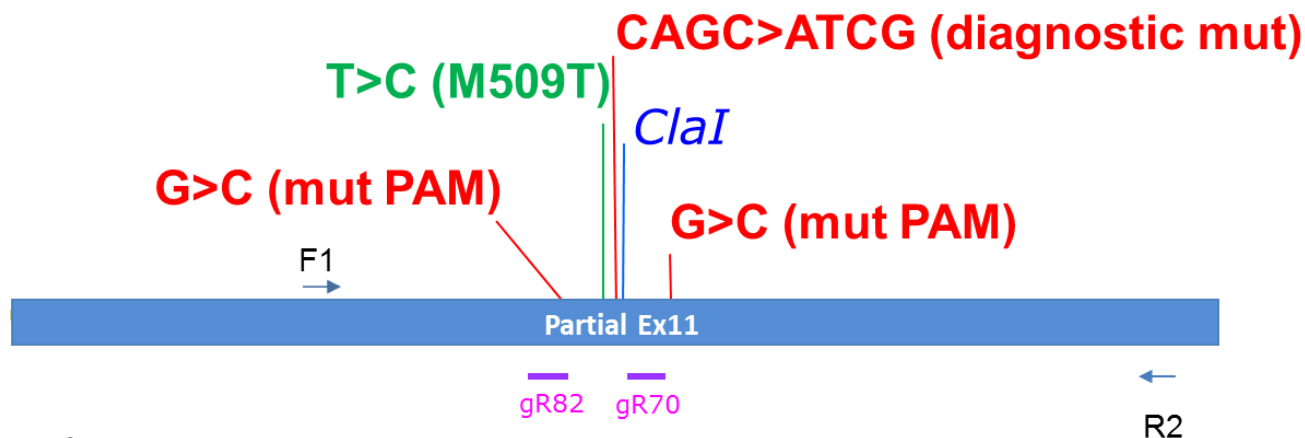 CAGC>ATCG (diagnostic mut)
T>C (M509T)
ClaI
G>C (mut PAM)
G>C (mut PAM)
F1
Partial Ex11
gR82
gR70
R2